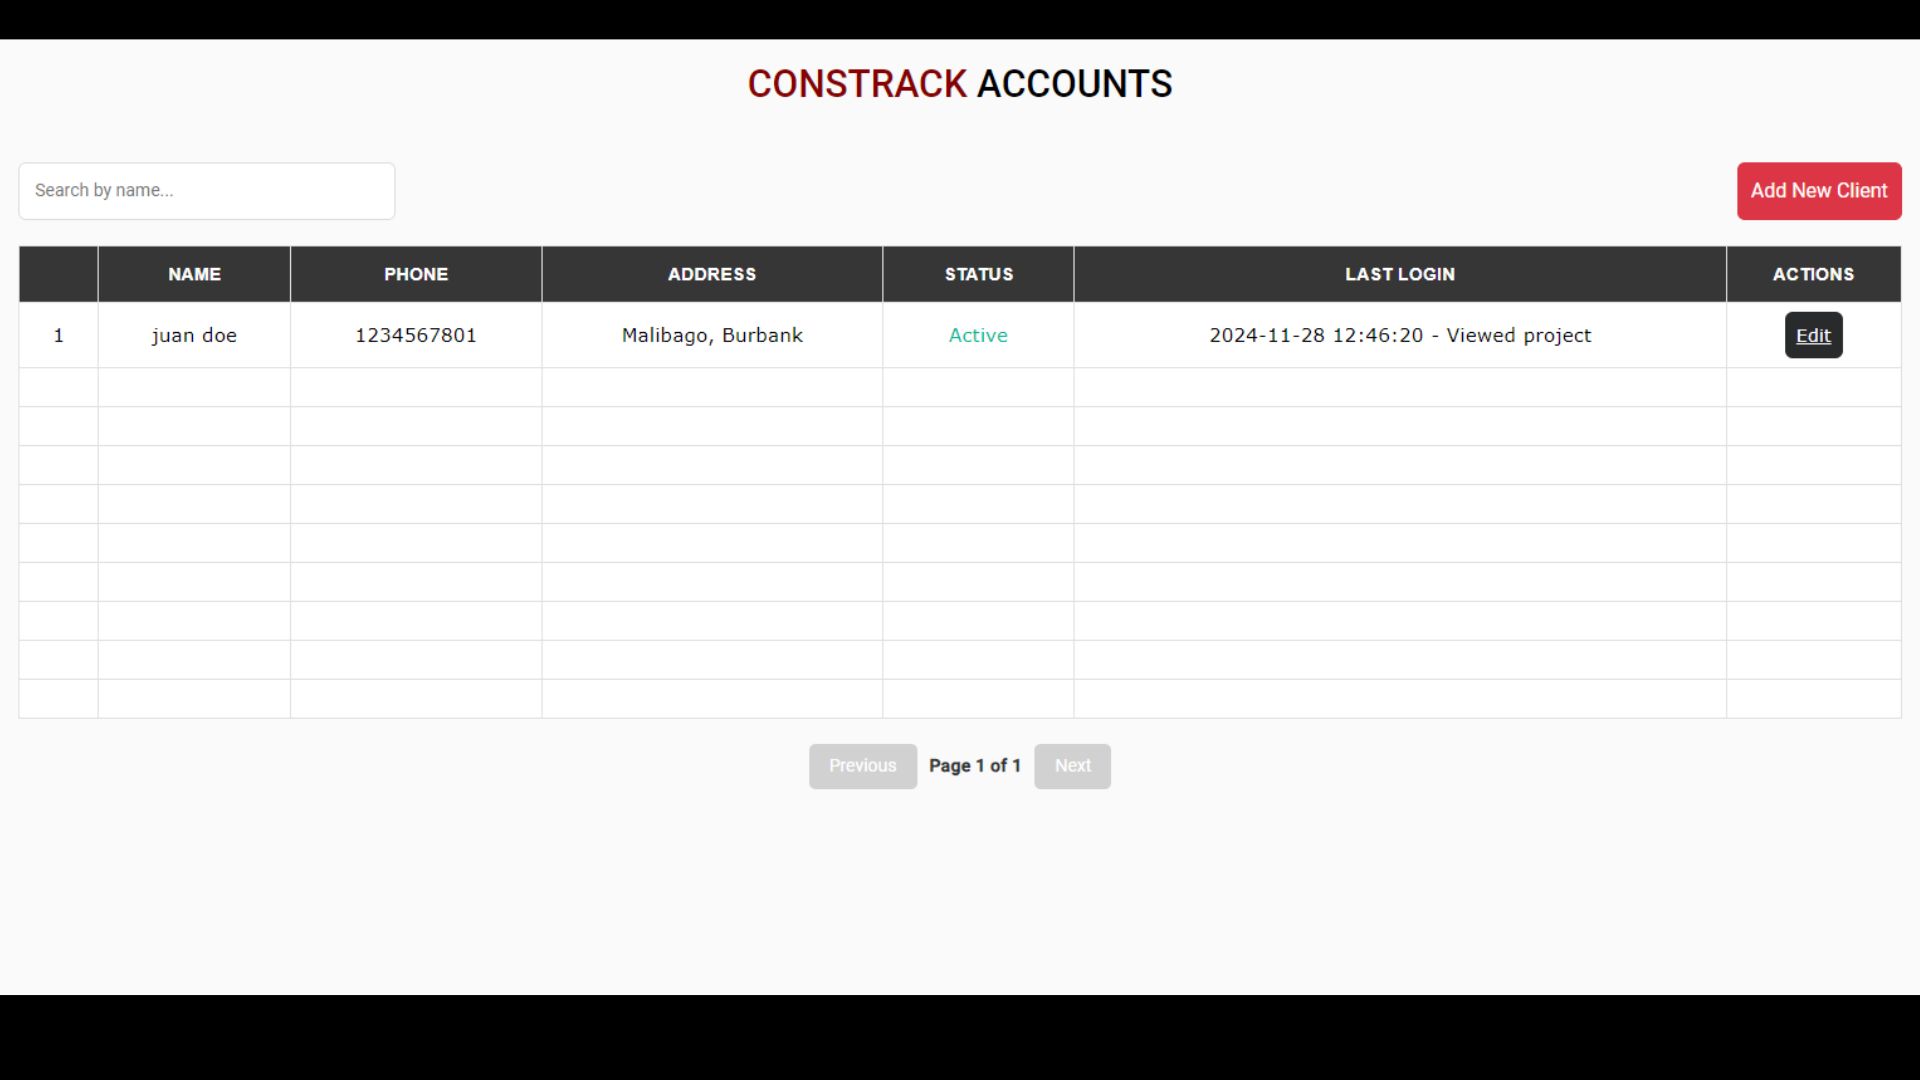 CONSTRACK ACCOUNTS
Search by name...
Add New Client
NAME PHONE ADDRESS STATUS LAST LOGIN ACTIONS
1 juan doe 1234567801 Malibago, Burbank Active 2024-11-28 12:46:20 - Viewed project Edit
Previous Page 1 of 1 Next